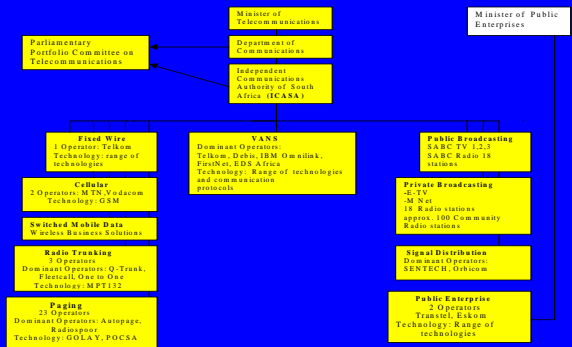 Minister of
Telecommunications
Minister of Public
Enterprises
Parliamentary
Portfolio Committee on
Telecommunications
Department of
Communications
Independent
Communications
Authority of South
Africa (ICASA)
Fixed Wire
1 Operator: Telkom
Technology: range of
technologies
VANS
Dominant Operators:
Telkom, Debis, IBM Omnilink,
FirstNet, EDS Africa
Technology: Range of technologies
and communication
protocols
Public Broadcasting
SABC TV 1,2,3
SABC Radio 18
stations
Cellular
2 Operators: MTN,Vodacom
Technology: GSM
Private Broadcasting
-E-TV
-M Net
18 Radio stations
approx. 100 Community
Radio stations
Switched Mobile Data
Wireless Business Solutions
Radio Trunking
3 Operators
Dominant Operators: Q-Trunk,
Fleetcall, One to One
Technology: MPT132
Signal Distribution
Dominant Operators:
SENTECH, Orbicom
Paging
23 Operators
Dominant Operators: Autopage,
Radiospoor
Technology: GOLAY, POCSA
Public Enterprise
2 Operators
Transtel, Eskom
Technology: Range of
technologies